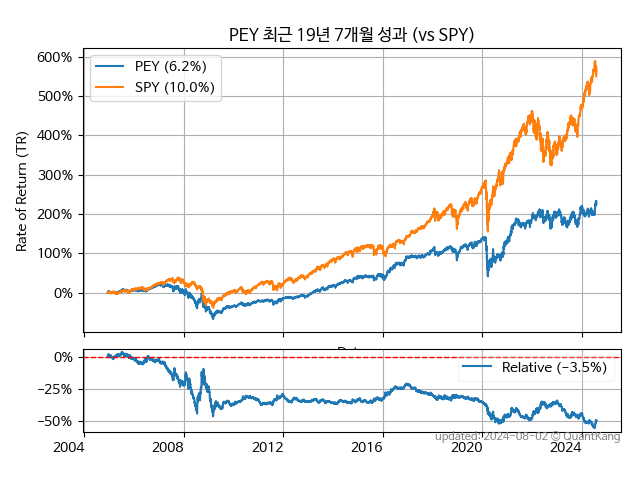 PEY 최근 19년 7개월 성과 (vs SPY)
Rate of Return (TR)
600%
500%
400%
300%
200%
100%
0%
PEY (6.2%)
SPY (10.0%)
0%
−25%
−50%
Relative (−3.5%)
2004
2008
2012
2016
2020
2024
updated: 2024-08-02 © QuantKang